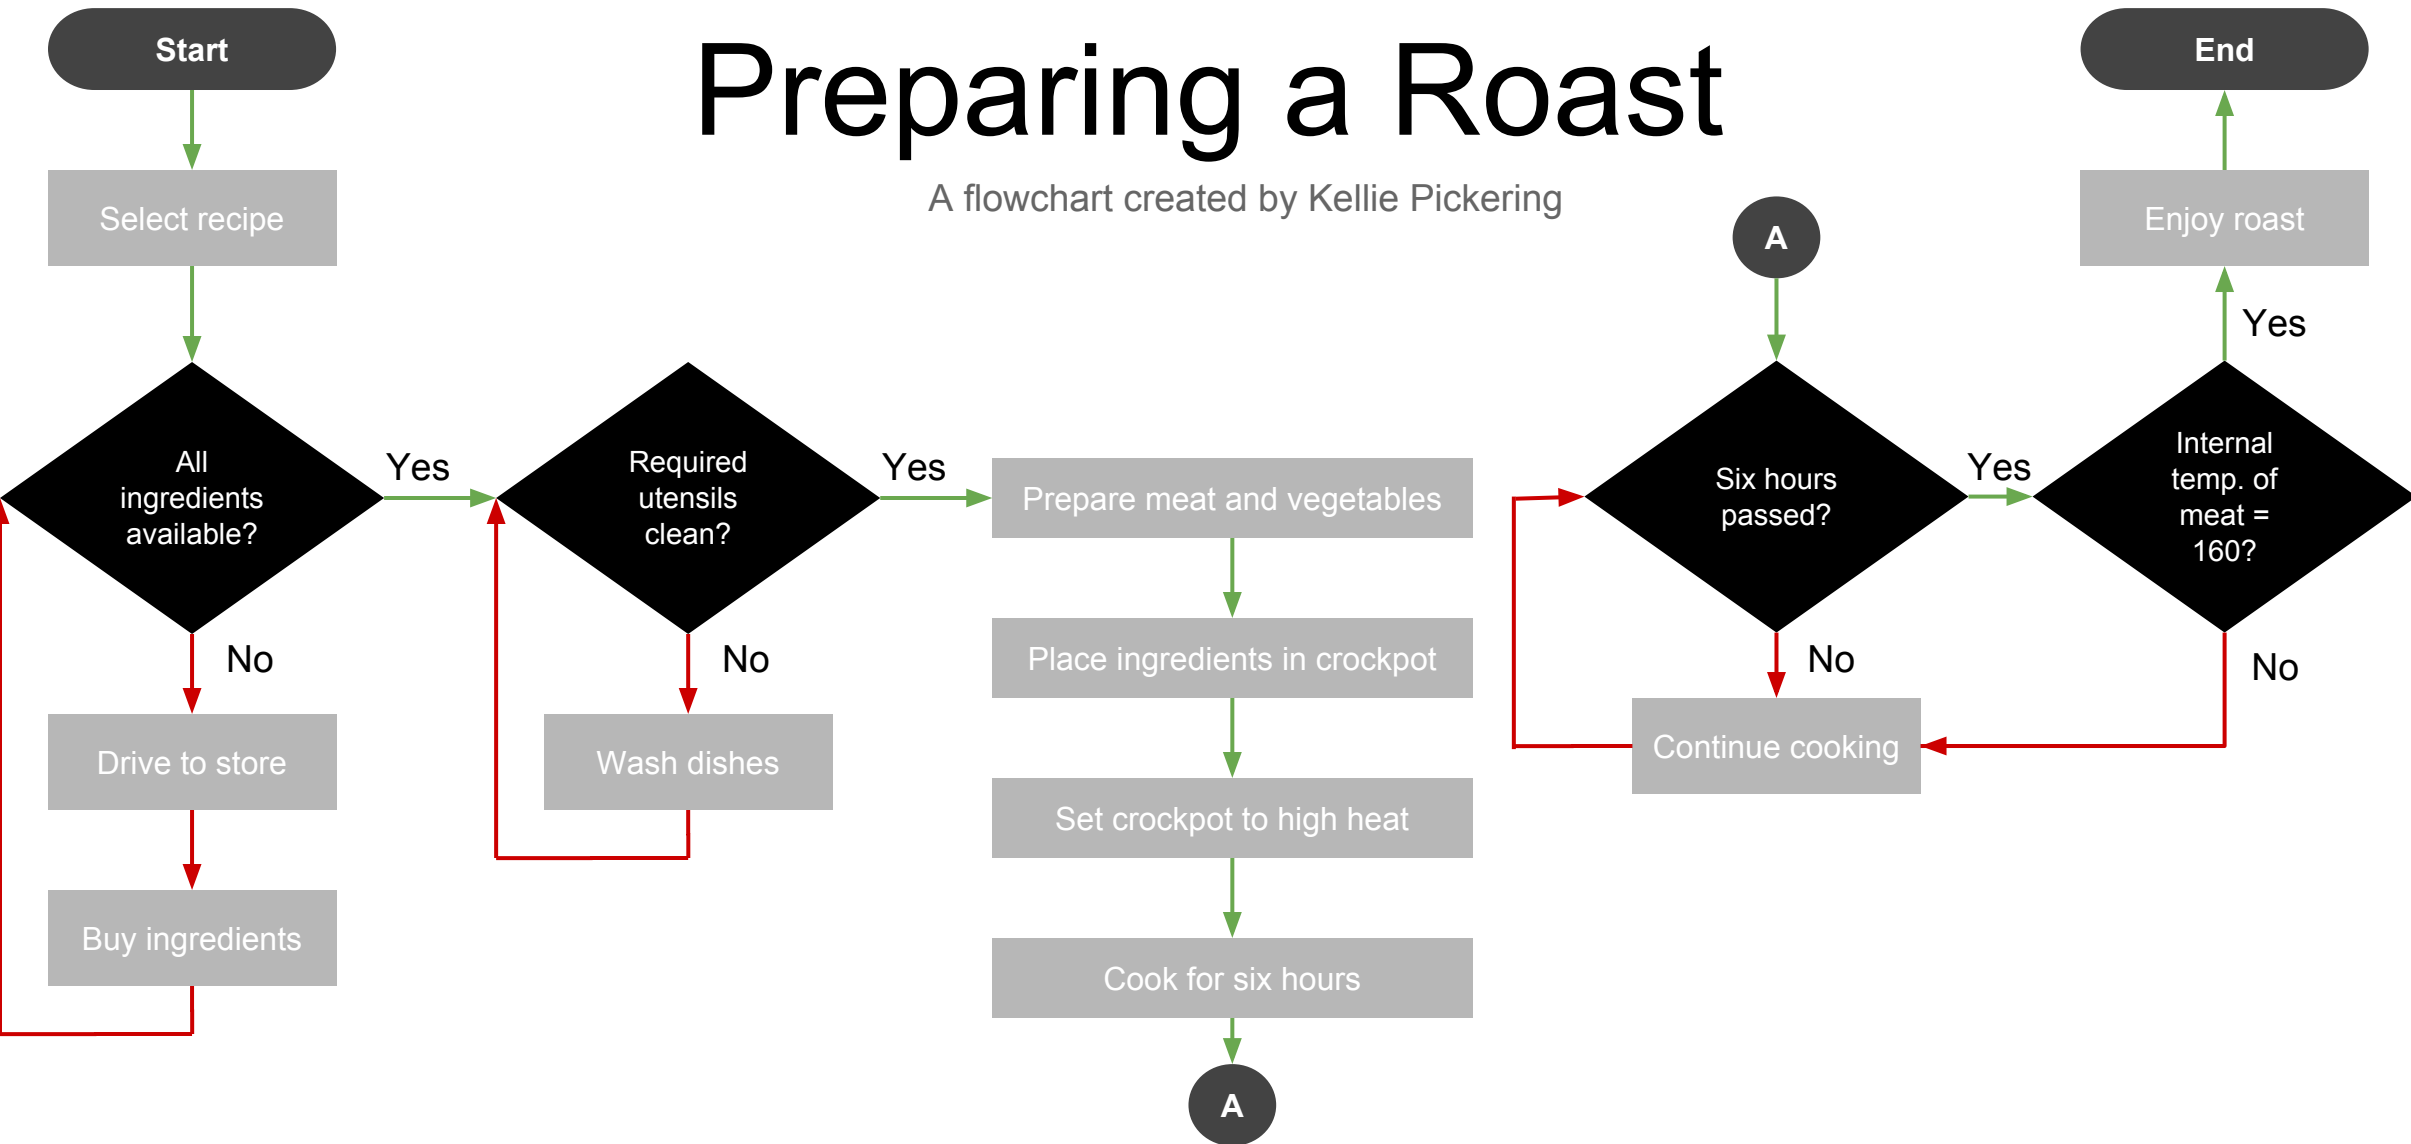 Start
Preparing a Roast
End
A flowchart created by Kellie Pickering
Select recipe
A
Enjoy roast
Yes
All
ingredients
available?
Yes
No
Required
utensils
clean?
Yes
No
Prepare meat and vegetables
Place ingredients in crockpot
Set crockpot to high heat
Cook for six hours
A
Six hours
passed?
Yes
No
Internal
temp. of
meat =
160?
No
Continue cooking
Drive to store
Buy ingredients
Wash dishes